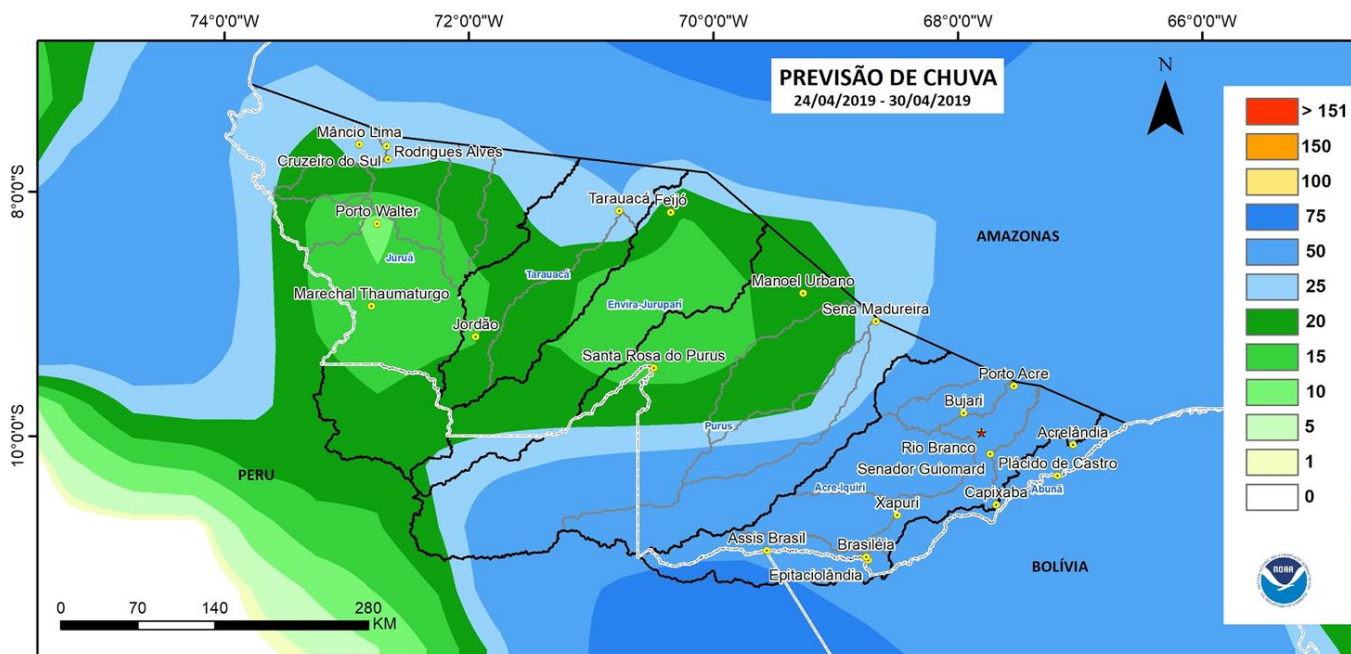 74°0'0"W
72°0'0"W
70°0'0"W
68°0'0"W
66°0'0"W
PREVISÃO DE CHUVA
24/04/2019 - 30/04/2019
N
> 151
150
100
75
50
25
20
15
10
5
1
0
8°0'0"S
10°0'0"S
Mâncio Lima
Rodrigues Alves
Cruzeiro do Sul
Tarauacá
Feijó
Porto Walter
AMAZONAS
Juruá
Tarauacá
Manoel Urbano
Marechal Thaumaturgo
Envira-Jurupari
Sena Madureira
Jordão
Santa Rosa do Purus
Porto Acre
Bujari
Purus
Acrelândia
Rio Branco
Plácido de Castro
PERU
Senador Guiomard
Acre-Iquiri
Abunã
Xapuri
Capixaba
Assis Brasil
Brasiléia
Epitaciolândia
BOLÍVIA
NOAA
0
70
140
280
KM